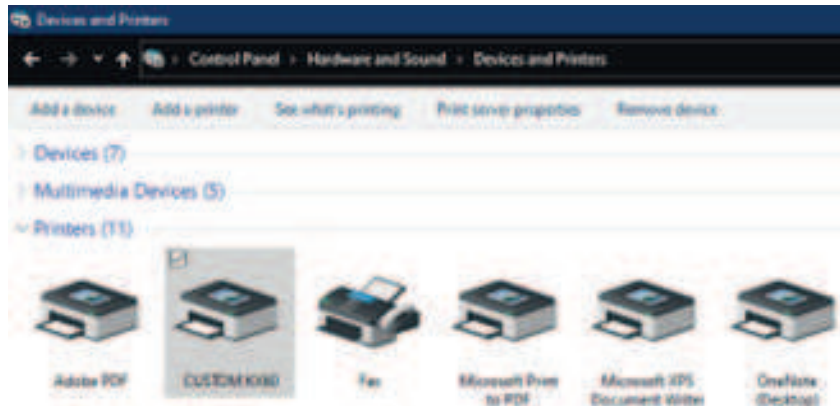 Devices and Printers
Control Panel > Hardware and Sound > Devices and Printers
Add a device Add a printer See what's printing Print server properties Remove device
Devices (7)
Multimedia Devices (5)
Printers (11)
Adobe PDF CUSTOM Fax Microsoft Print Microsoft XPS OneNote
to PDF Document Writer (Desktop)